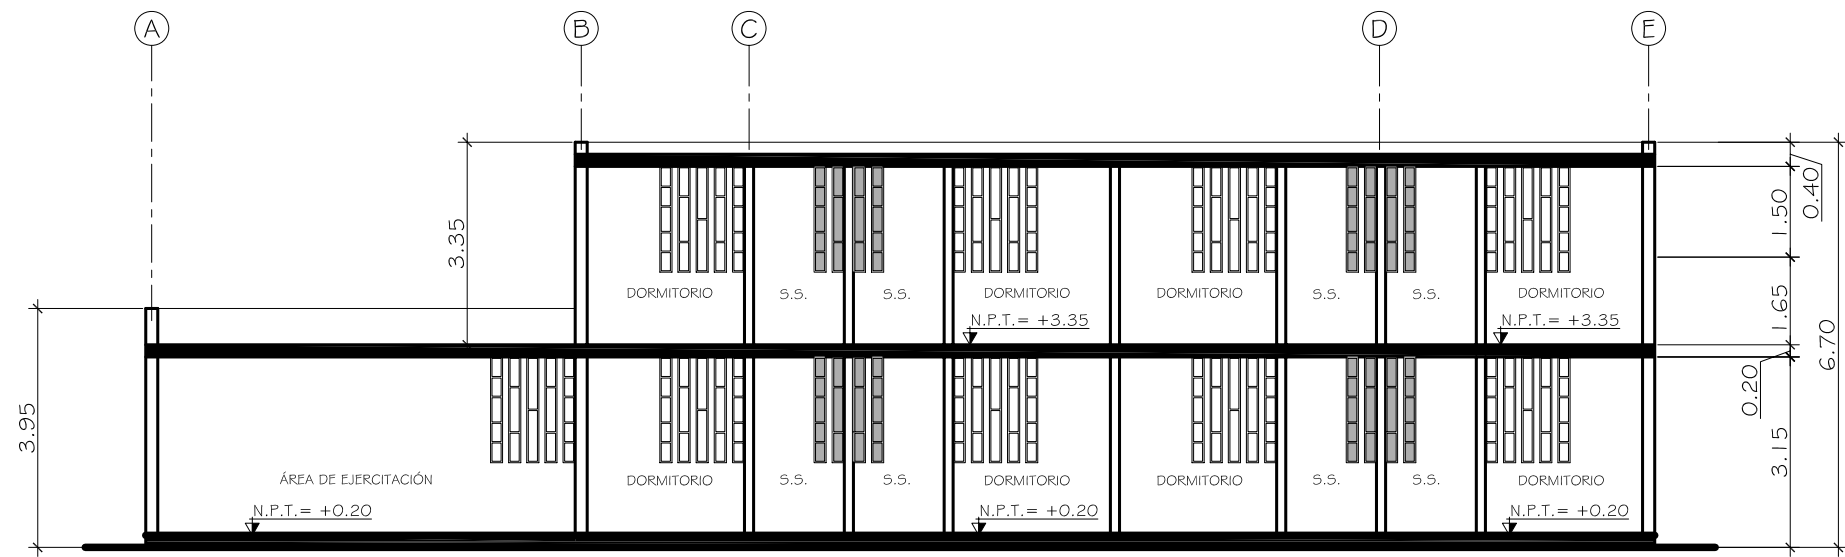 A B C D E
3.35
0.40
1.50
DORMITORIO S.S. S.S. DORMITORIO DORMITORIO S.S. S.S. DORMITORIO
N.P.T.= +3.35 N.P.T.= +3.35
1.65
6.70
0.20
3.95
3.15
ÁREA DE EJERCITACIÓN DORMITORIO S.S. S.S. DORMITORIO DORMITORIO S.S. S.S. DORMITORIO
N.P.T.= +0.20 N.P.T.= +0.20 N.P.T.= +0.20